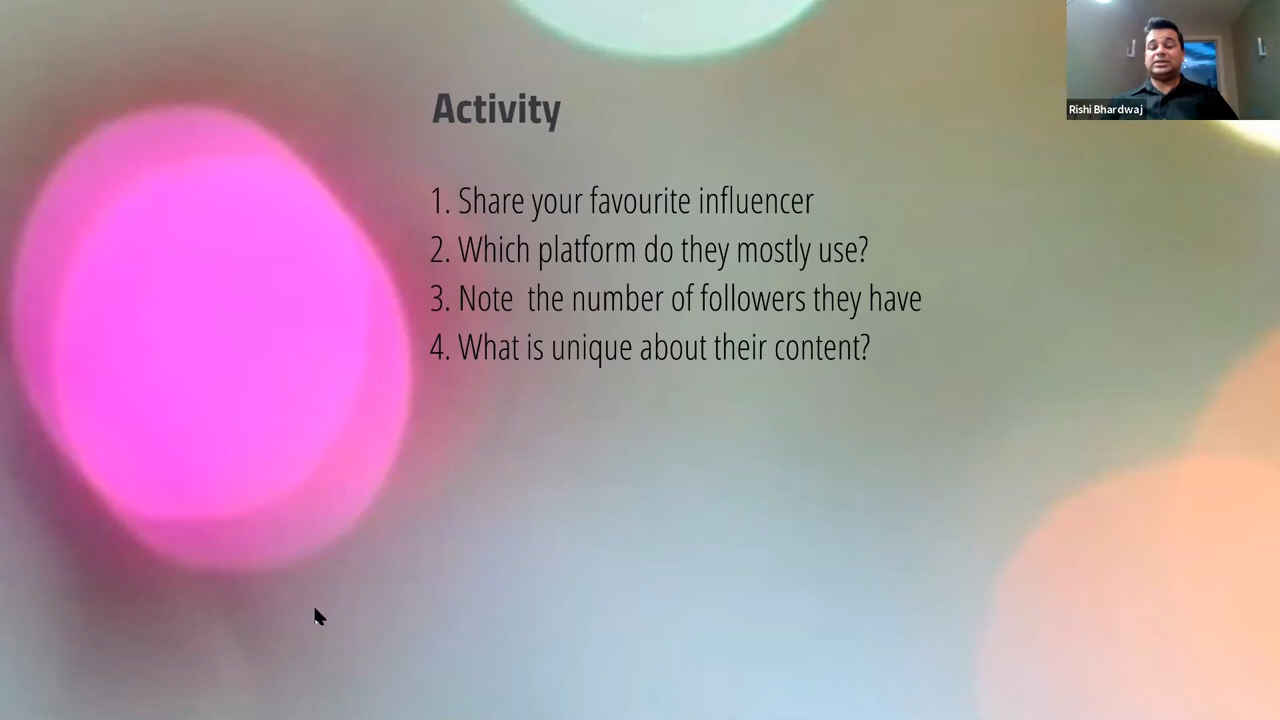 Activity
1. Share your favourite influencer
2. Which platform do they mostly use?
3. Note  the number of followers they have
4. What is unique about their content?
Rishi Bhardwaj